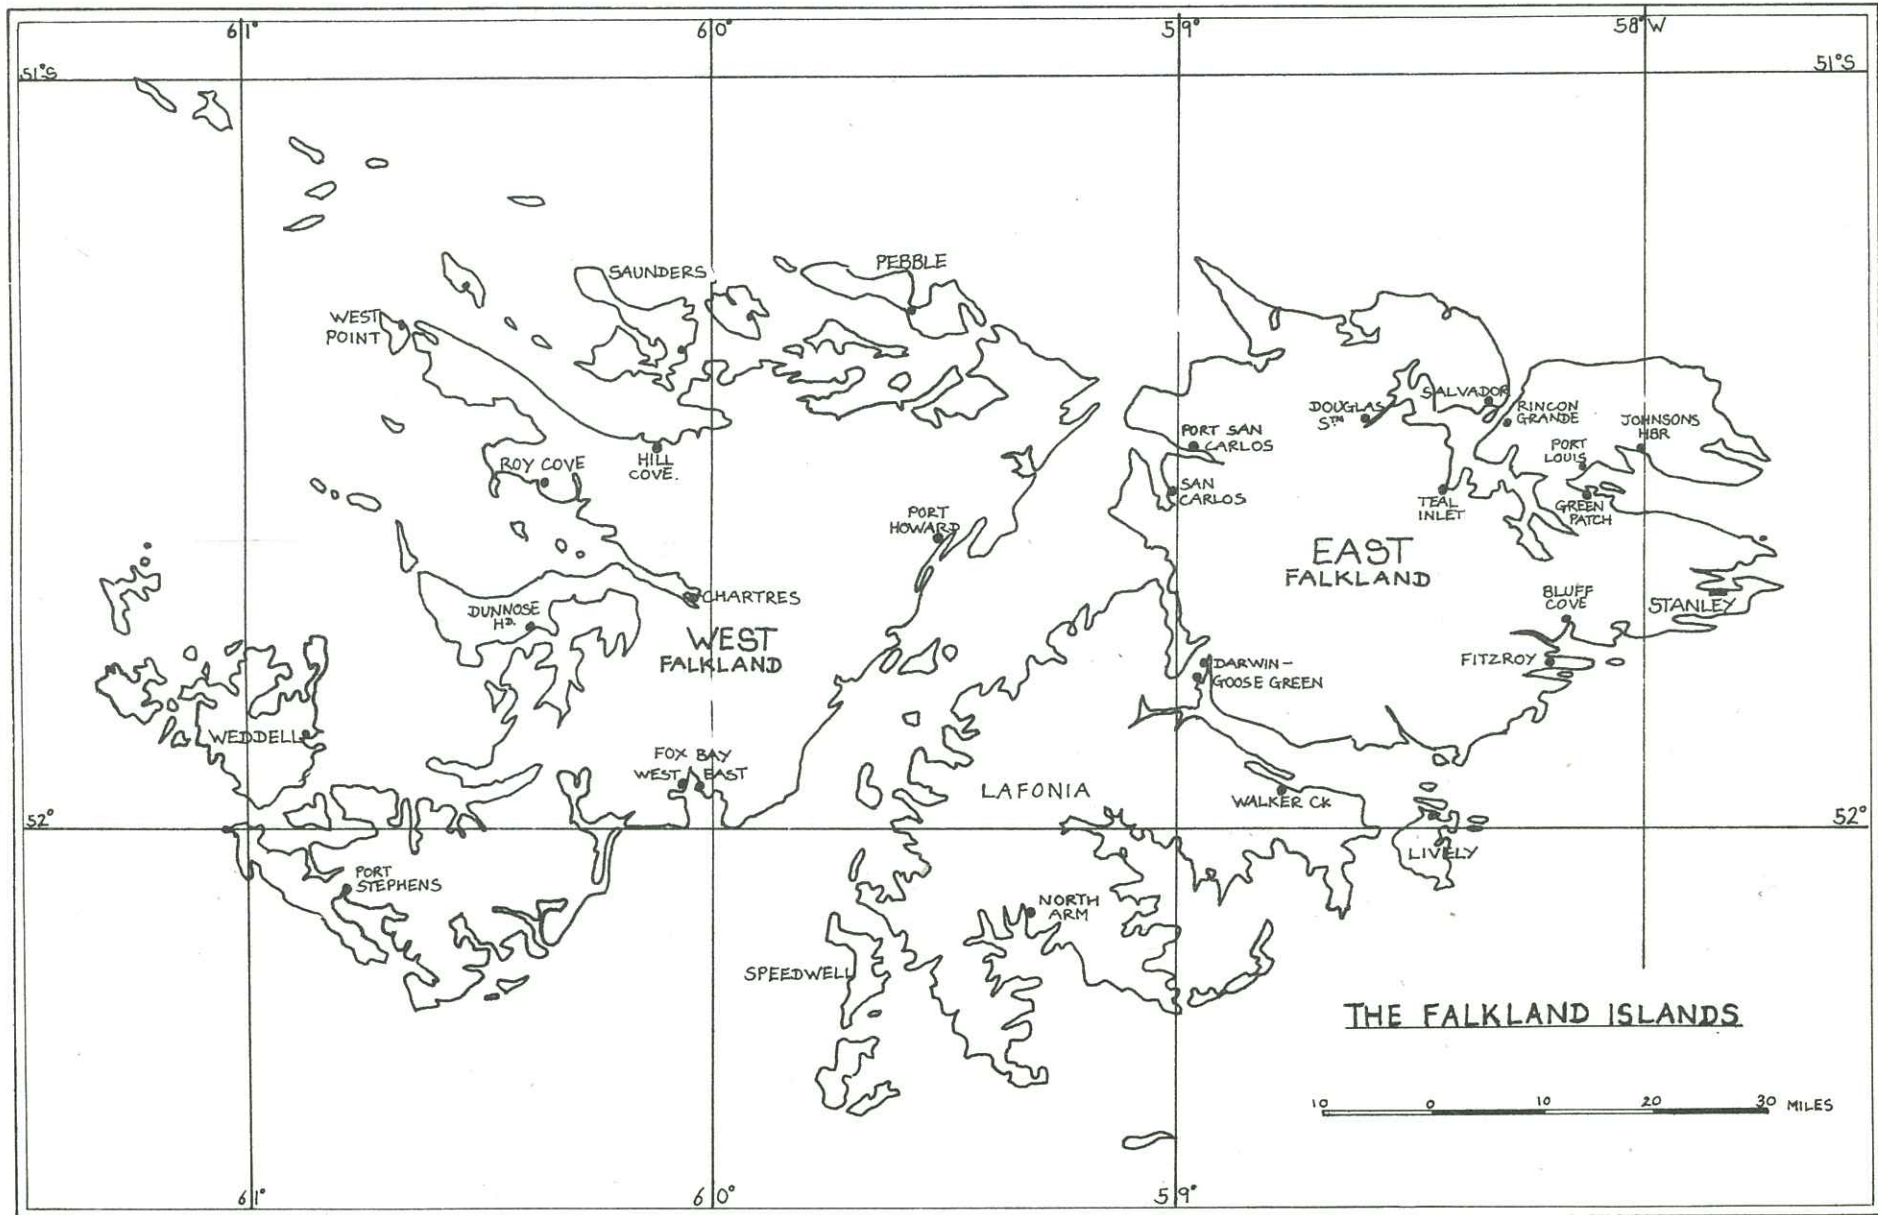 61°
60°
59°
58°W
51°S
51°S
PEBBLE
SAUNDERS
WEST
POINT
SALVADOR
DOUGLAS
STN
RINCON
GRANDE
JOHNSONS
HBR
PORT SAN
CARLOS
PORT
LOUIS
HILL
COVE.
ROY COVE
SAN
CARLOS
TEAL
INLET
GREEN
PATCH
PORT
HOWARD
EAST
FALKLAND
BLUFF
COVE
STANLEY
CHARTRES
DUNNOSE
HD.
WEST
FALKLAND
FITZROY
DARWIN-
GOOSE GREEN
WEDDELL
FOX BAY
WEST EAST
LAFONIA
WALKER CK
52°
52°
LIVELY
PORT
STEPHENS
NORTH
ARM
SPEEDWELL
THE FALKLAND ISLANDS
10 0 10 20 30 MILES
61°
60°
59°